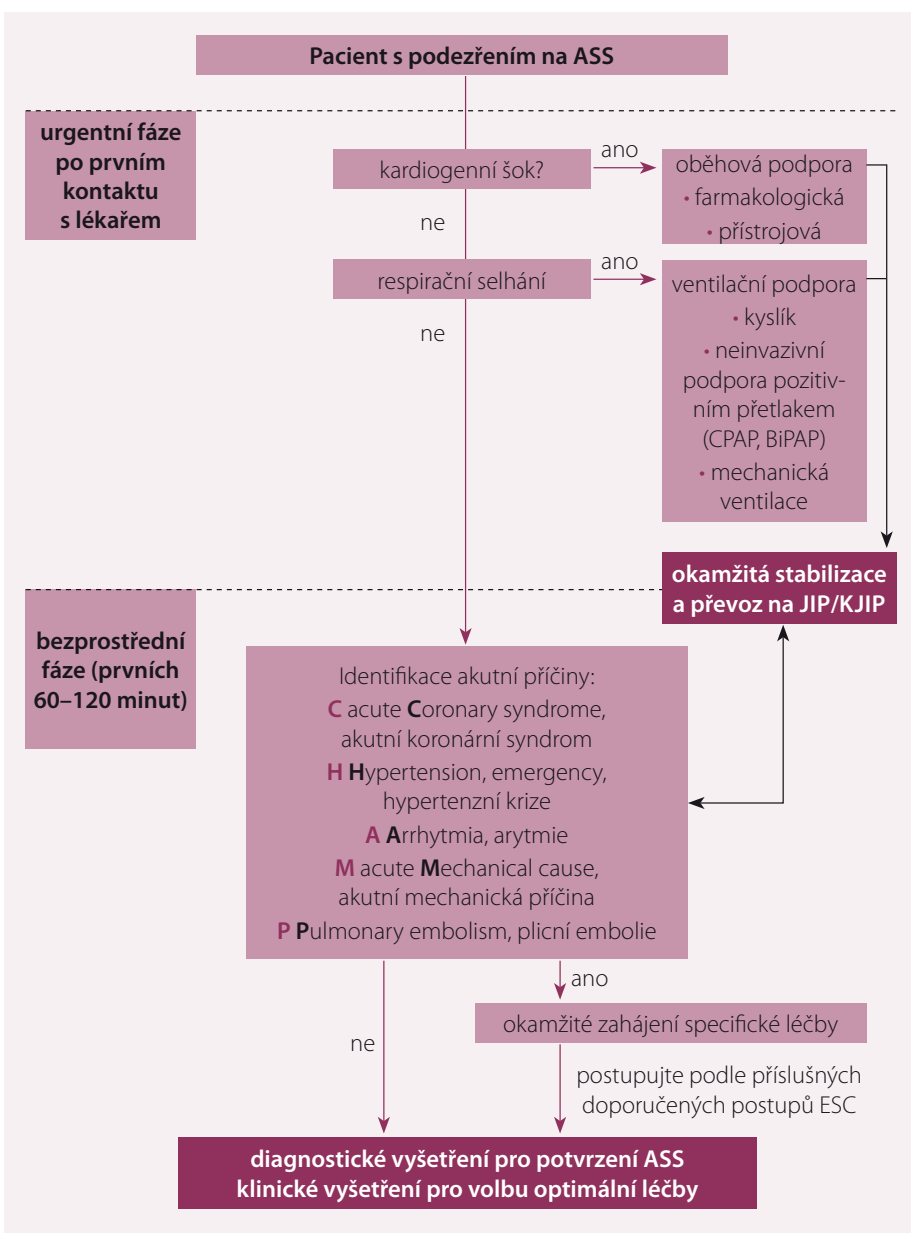 Pacient s podezřením na ASS
urgentní fáze
po prvním
kontaktu
s lékařem
kardiogenní šok?
ano
oběhová podpora
• farmakologická
• přístrojová
ne
respirační selhání
ano
ventilační podpora
• kyslík
• neinvazivní
podpora pozitiv-
ním přetlakem
(CPAP, BiPAP)
• mechanická
ventilace
ne
okamžitá stabilizace
a převoz na JIP/KJIP
bezprostřední
fáze (prvních
60–120 minut)
Identifikace akutní příčiny:
C acute Coronary syndrome,
akutní koronární syndrom
H Hypertension, emergency,
hypertenzní krize
A Arrhytmia, arytmie
M acute Mechanical cause,
akutní mechanická příčina
P Pulmonary embolism, plicní embolie
ano
okamžité zahájení specifické léčby
ne
postupujte podle příslušných
doporučených postupů ESC
diagnostické vyšetření pro potvrzení ASS
klinické vyšetření pro volbu optimální léčby